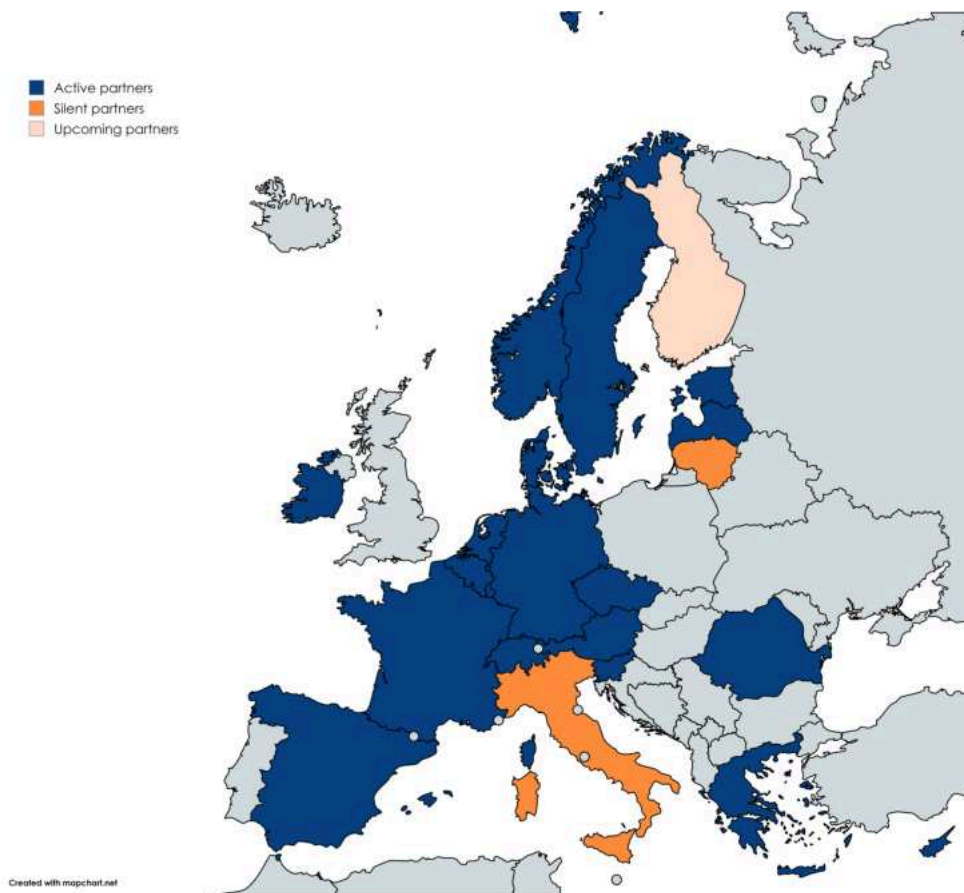 Active partners
Silent partners
Upcoming partners
Created with mapchart.net